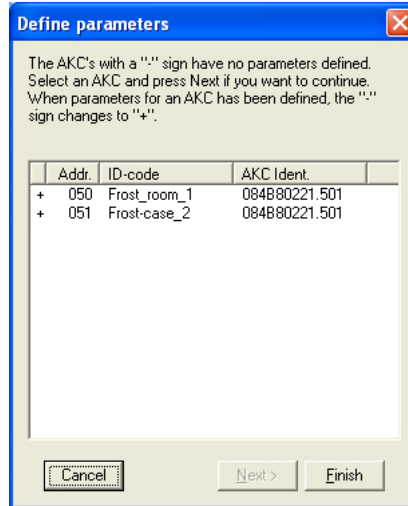 Define parameters
The AKC's with a "-" sign have no parameters defined.
Select an AKC and press Next if you want to continue.
When parameters for an AKC has been defined, the "-"
sign changes to "+".
Addr. ID-code AKC Ident.
+ 050 Frost_room_1 084B80221.501
+ 051 Frost-case_2 084B80221.501
Cancel Next > Finish